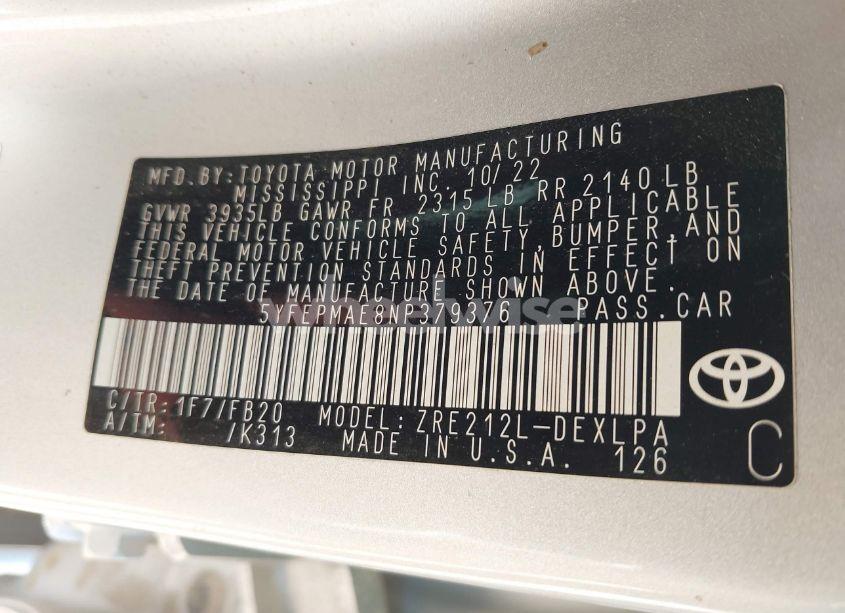 MFD. BY: TOYOTA MOTOR MANUFACTURING
MISSISSIPPI INC. 10/22
GVWR 3935LB GAWR FR 2315 LB RR 2140 LB
THIS VEHICLE CONFORMS TO ALL APPLICABLE
FEDERAL MOTOR VEHICLE SAFETY, BUMPER, AND
THEFT PREVENTION STANDARDS IN EFFECT ON
THE DATE OF MANUFACTURE SHOWN ABOVE.
5YFEPMAE8NP379376 PASS. CAR
wheelwise
C/TR: 1F7/FB20 MODEL: ZRE212L-DEXLPA
A/TM: /K313 MADE IN U.S.A. 126
C